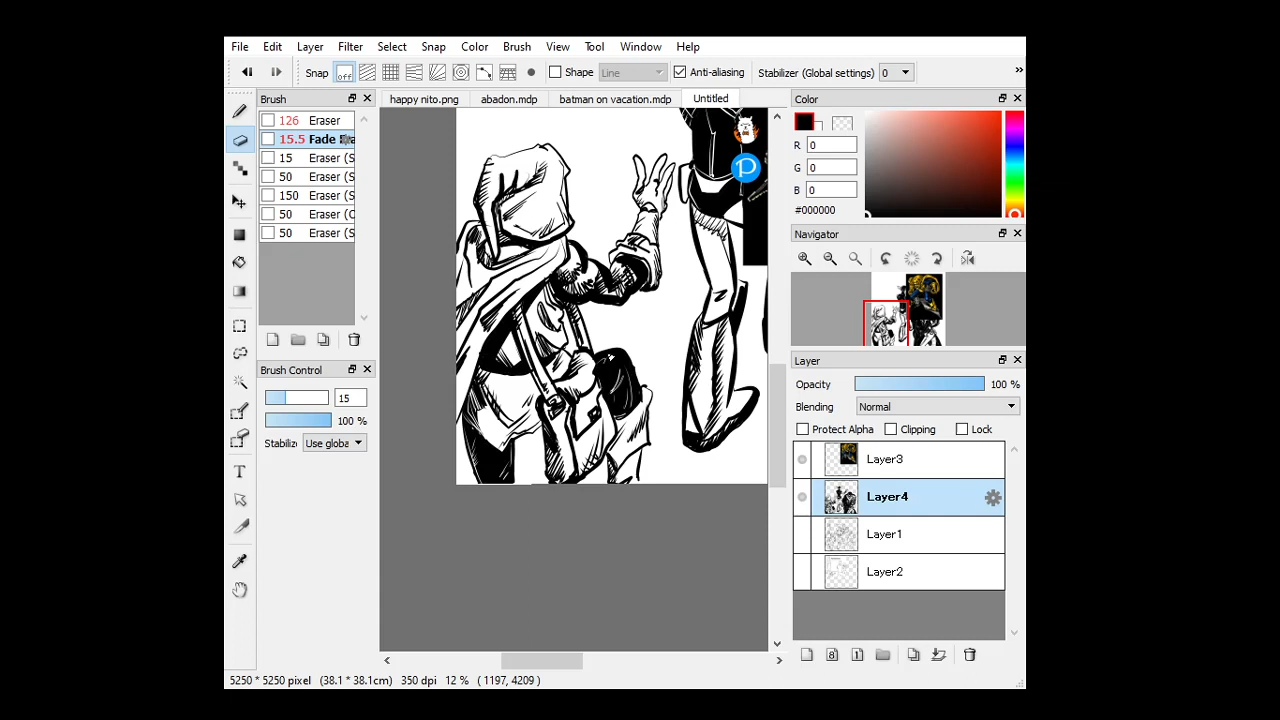 File Edit Layer Filter Select Snap Color Brush View Tool Window Help
Snap off Shape Line Anti-aliasing Stabilizer (Global settings) 0 »
Brush
happy nito.png abadon.mdp batman on vacation.mdp Untitled
Color
126 Eraser
15.5 Fade
15 Eraser (S
50 Eraser (S
150 Eraser (S
50 Eraser (C
50 Eraser (S
R 0
G 0
B 0
#000000
Navigator
Brush Control
15
100 %
Stabiliz Use globa
Layer
Opacity 100 %
Blending Normal
Protect Alpha Clipping Lock
Layer3
Layer4
Layer1
Layer2
T
P
8 1
5250 * 5250 pixel (38.1 * 38.1cm) 350 dpi 12 % ( 1197, 4209 )